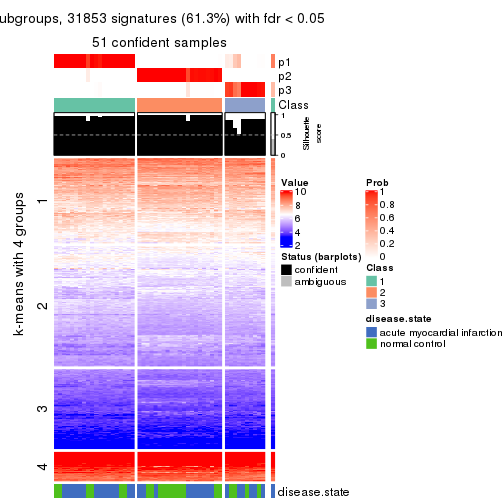 ubgroups, 31853 signatures (61.3%) with fdr < 0.05
51 confident samples
p1
p2
p3
Class
1
0.5
0
Silhouette
score
k-means with 4 groups
1
2
3
4
disease.state
Value
10
8
6
4
2
Status (barplots)
confident
ambiguous
Prob
1
0.8
0.6
0.4
0.2
0
Class
1
2
3
disease.state
acute myocardial infarction
normal control